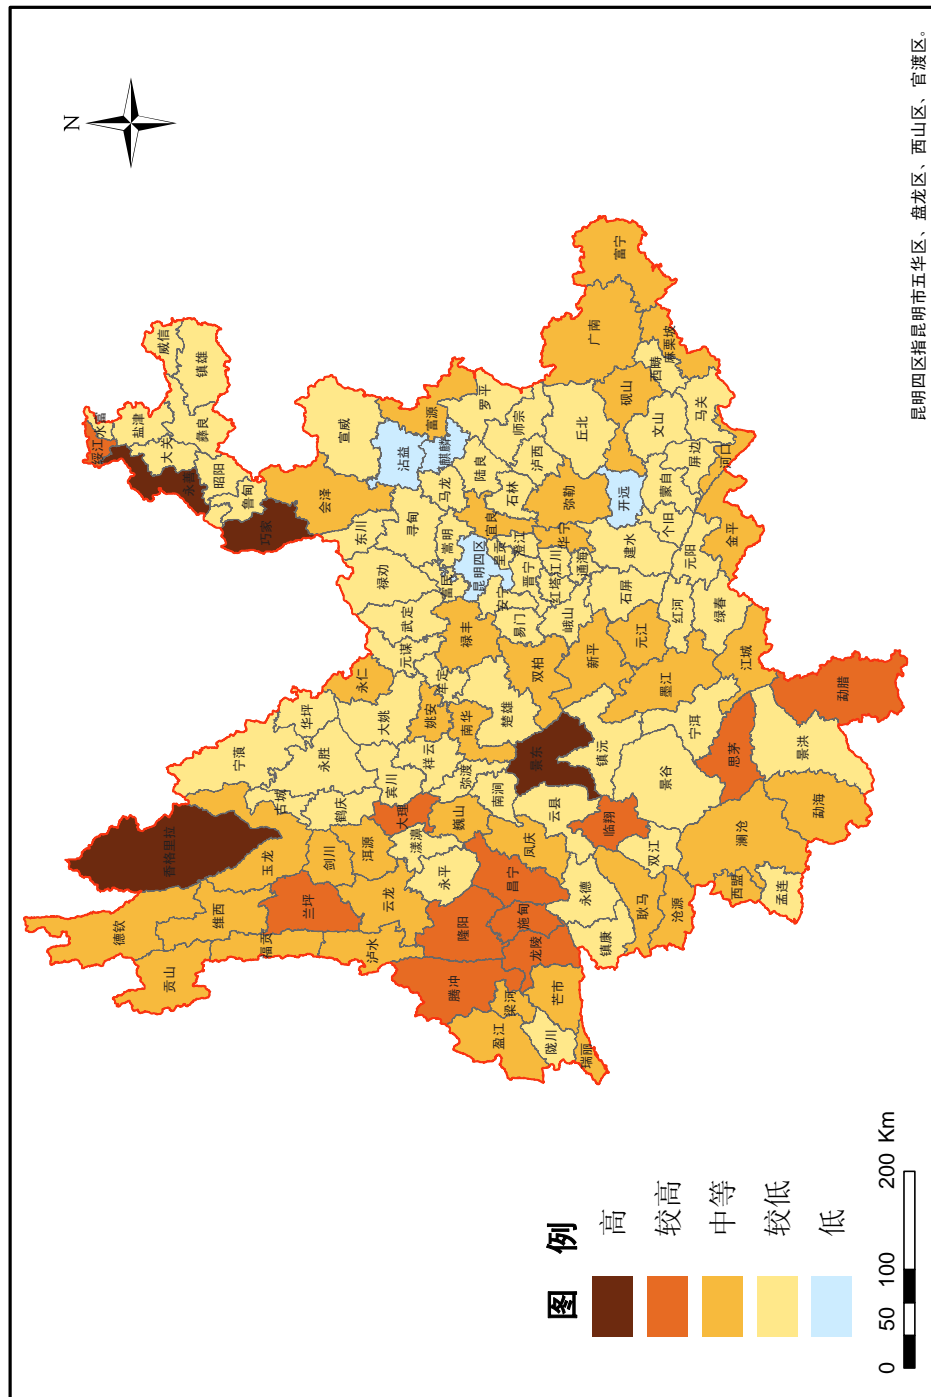 昆明四区指昆明市五华区、盘龙区、西山区、官渡区。
N
绥江
水富
盐津
威信
镇雄
大关
彝良
永善
昭阳
鲁甸
巧家
会泽
宣威
沾益
富源
麒麟
罗平
东川
寻甸
马龙
陆良
师宗
禄劝
嵩明
宜良
石林
泸西
丘北
广南
富宁
富民
昆明四区
呈贡
澄江
弥勒
砚山
西畴
麻栗坡
武定
安宁
晋宁
江川
华宁
开远
文山
马关
元谋
禄丰
易门
红塔
通海
建水
蒙自
屏边
河口
永仁
牟定
双柏
峨山
石屏
个旧
元阳
金平
华坪
大姚
姚安
南华
楚雄
新平
元江
红河
绿春
宁蒗
永胜
宾川
祥云
弥渡
南涧
景东
镇沅
墨江
江城
古城
鹤庆
大理
巍山
云县
临翔
景谷
宁洱
思茅
勐腊
香格里拉
玉龙
剑川
洱源
漾濞
永平
凤庆
双江
澜沧
景洪
勐海
德钦
维西
兰坪
云龙
昌宁
永德
耿马
沧源
西盟
孟连
贡山
福贡
泸水
隆阳
施甸
龙陵
镇康
腾冲
梁河
芒市
盈江
陇川
瑞丽
图 例
高
较高
中等
较低
低
0 50 100 200 Km